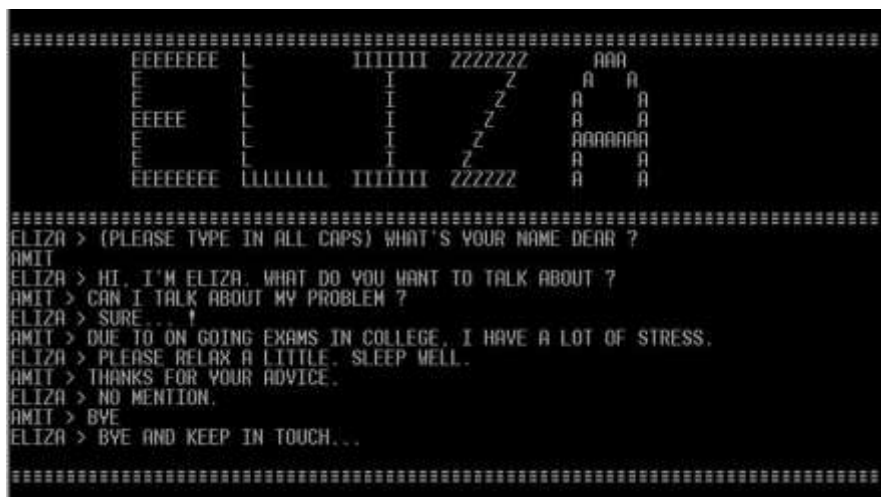 ELIZA
ELIZA > (PLEASE TYPE IN ALL CAPS) WHAT'S YOUR NAME DEAR ?
AMIT
ELIZA > HI, I'M ELIZA. WHAT DO YOU WANT TO TALK ABOUT ?
AMIT > CAN I TALK ABOUT MY PROBLEM ?
ELIZA > SURE... !
AMIT > DUE TO ON GOING EXAMS IN COLLEGE, I HAVE A LOT OF STRESS.
ELIZA > PLEASE RELAX A LITTLE. SLEEP WELL.
AMIT > THANKS FOR YOUR ADVICE.
ELIZA > NO MENTION.
AMIT > BYE
ELIZA > BYE AND KEEP IN TOUCH...